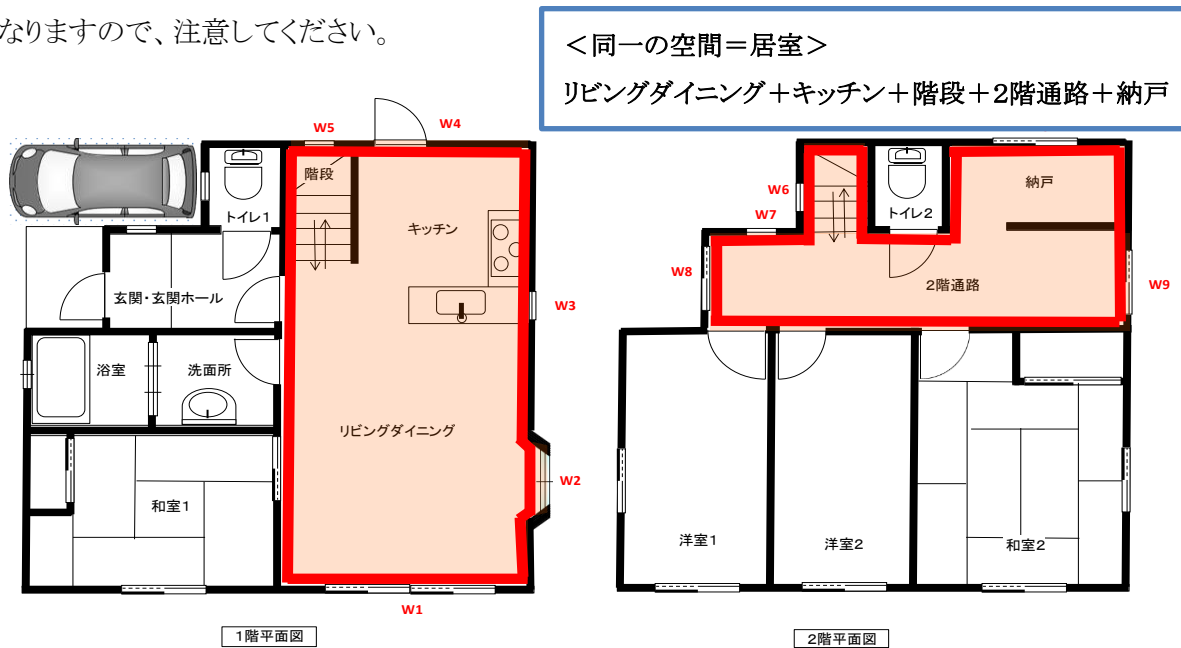 なりますので、注意してください。
＜同一の空間＝居室＞
リビングダイニング＋キッチン＋階段＋2階通路＋納戸
W5
W4
階段
トイレ1
キッチン
玄関・玄関ホール
W3
浴室
洗面所
リビングダイニング
W2
和室1
W1
1階平面図
納戸
W6
トイレ2
W7
W8
2階通路
W9
洋室1
洋室2
和室2
2階平面図